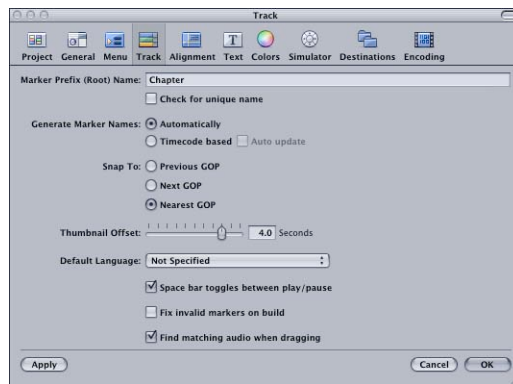 Track
Project General Menu Track Alignment Text Colors Simulator Destinations Encoding
Marker Prefix (Root) Name: Chapter
Check for unique name
Generate Marker Names: Automatically
Timecode based Auto update
Snap To: Previous GOP
Next GOP
Nearest GOP
Thumbnail Offset: 4.0 Seconds
Default Language: Not Specified
Space bar toggles between play/pause
Fix invalid markers on build
Find matching audio when dragging
Apply Cancel OK